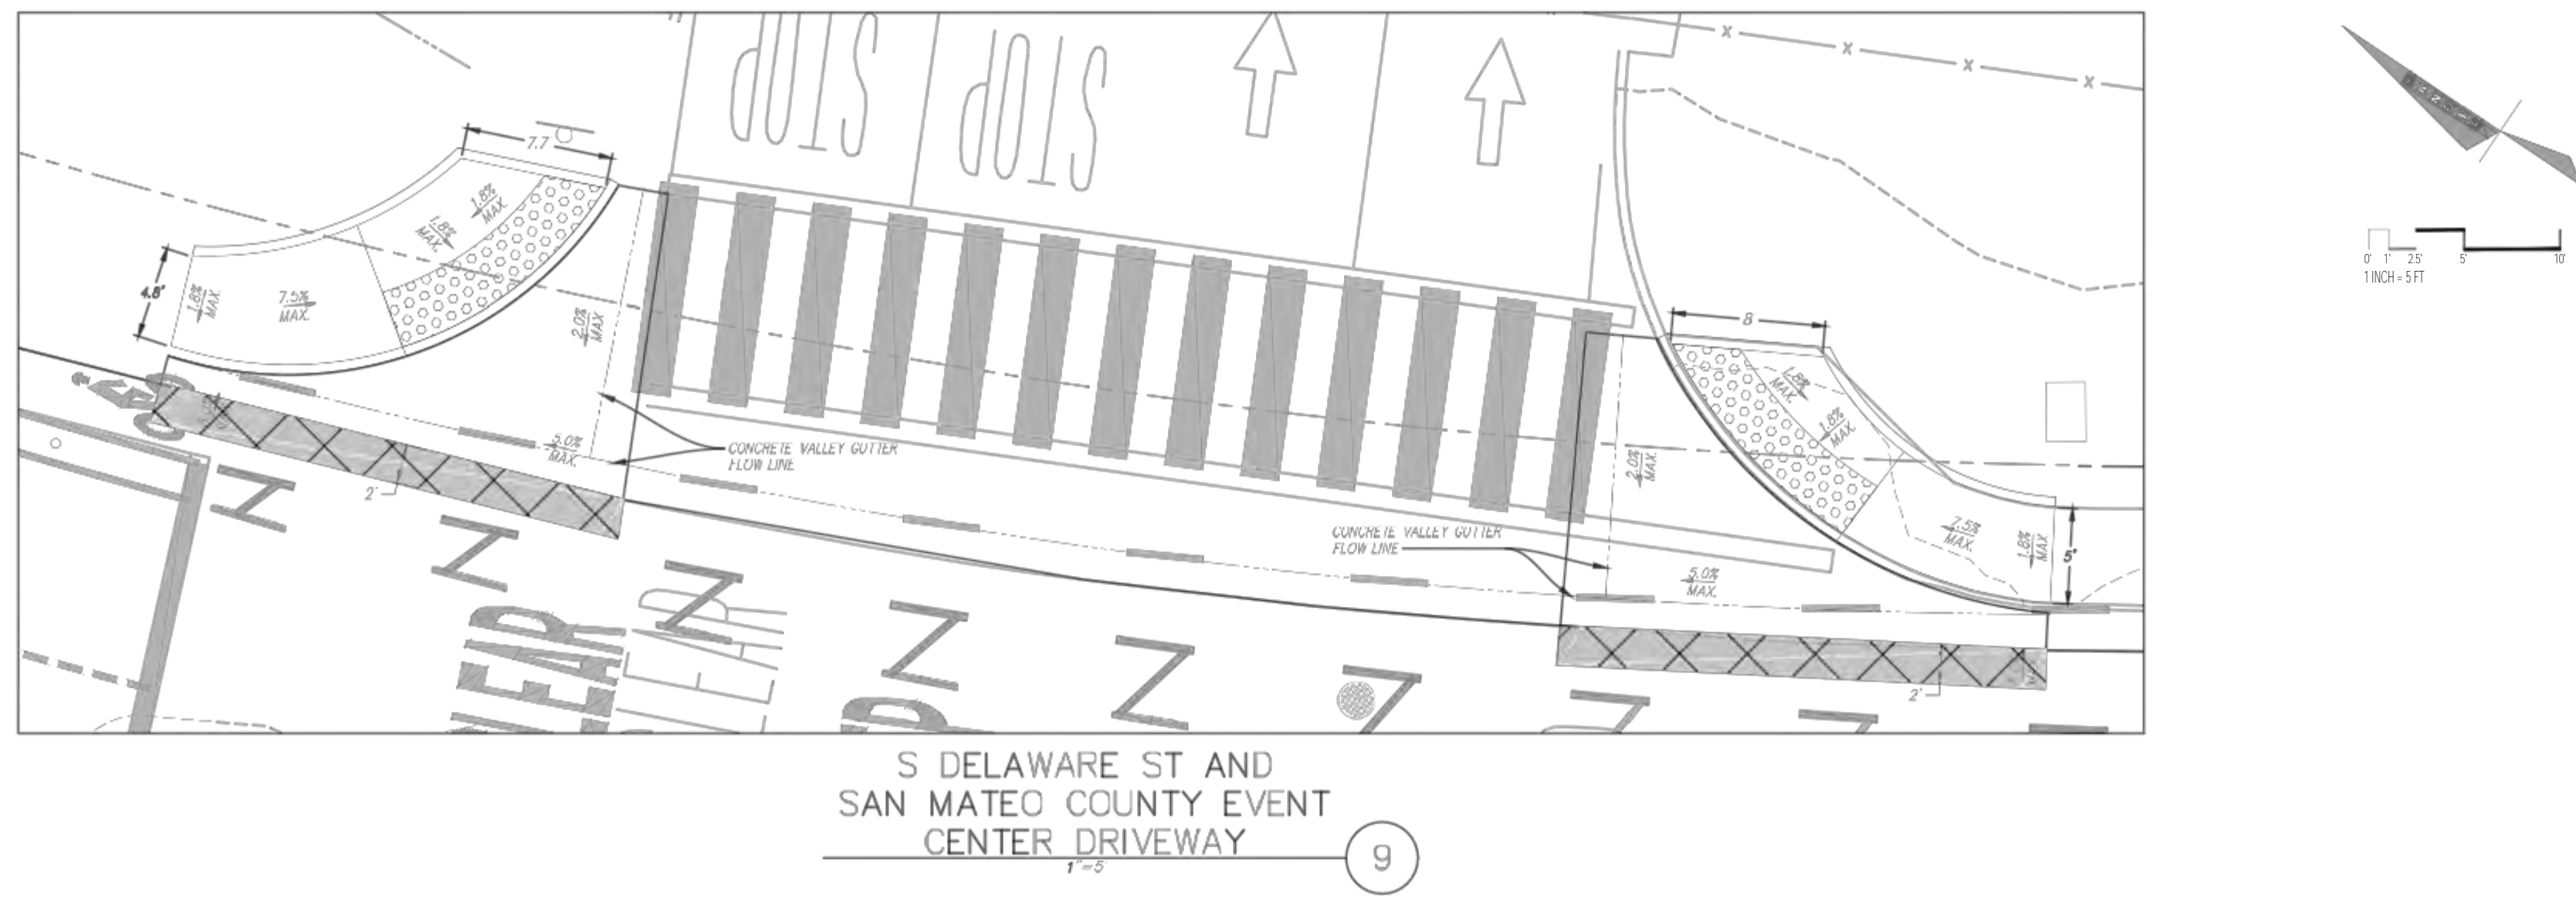 STOP
STOP
7.7
1.8%
MAX.
1.8%
MAX.
4.8'
1.8%
MAX.
7.5%
MAX.
2.0%
MAX
5.0%
MAX.
2'
CONCRETE VALLEY GUTTER
FLOW LINE
8
1.8%
MAX.
1.8%
MAX.
2.0%
MAX.
7.5%
MAX.
1.8%
MAX
5'
CONCRETE VALLEY GUTTER
FLOW LINE
5.0%
MAX.
2'
0' 1' 2.5' 5' 10'
1 INCH = 5 FT
S DELAWARE ST AND
SAN MATEO COUNTY EVENT
CENTER DRIVEWAY
1"=5'
9